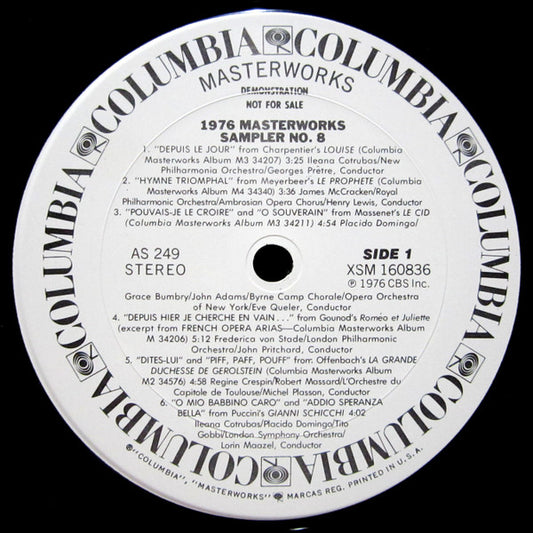 COLUMBIA COLUMBIA COLUMBIA COLUMBIA COLUMBIA COLUMBIA
MASTERWORKS
DEMONSTRATION
NOT FOR SALE
1976 MASTERWORKS
SAMPLER NO. 8
1. "DEPUIS LE JOUR" from Charpentier's LOUISE (Columbia
Masterworks Album M3 34207) 3:25 Ileana Cotrubas/New
Philharmonia Orchestra/Georges Prêtre, Conductor
2. "HYMNE TRIOMPHAL" from Meyerbeer's LE PROPHETE (Columbia
Masterworks Album M4 34340) 3:36 James McCracken/Royal
Philharmonic Orchestra/Ambrosian Opera Chorus/Henry Lewis, Conductor
3. "POUVAIS-JE LE CROIRE" and "O SOUVERAIN" from Massenet's LE CID
(Columbia Masterworks Album M3 34211) 4:54 Placido Domingo/
AS 249
STEREO
SIDE 1
XSM 160836
℗ 1976 CBS Inc.
Grace Bumbry/John Adams/Byrne Camp Chorale/Opera Orchestra
of New York/Eve Queler, Conductor
4. "DEPUIS HIER JE CHERCHE EN VAIN . . ." from Gounod's Roméo et Juliette
(excerpt from FRENCH OPERA ARIAS—Columbia Masterworks Album
M 34206) 5:12 Frederica von Stade/London Philharmonic
Orchestra/John Pritchard, Conductor
5. "DITES-LUI" and "PIFF, PAFF, POUFF" from Offenbach's LA GRANDE
DUCHESSE DE GEROLSTEIN (Columbia Masterworks Album
M2 34576) 4:58 Regine Crespin/Robert Massard/L'Orchestre du
Capitole de Toulouse/Michel Plasson, Conductor
6. "O MIO BABBINO CARO" and "ADDIO SPERANZA
BELLA" from Puccini's GIANNI SCHICCHI 4:02
Ileana Cotrubas/Placido Domingo/Tito
Gobbi/London Symphony Orchestra/
Lorin Maazel, Conductor
® "COLUMBIA", "MASTERWORKS" MARCAS REG. PRINTED IN U.S.A.